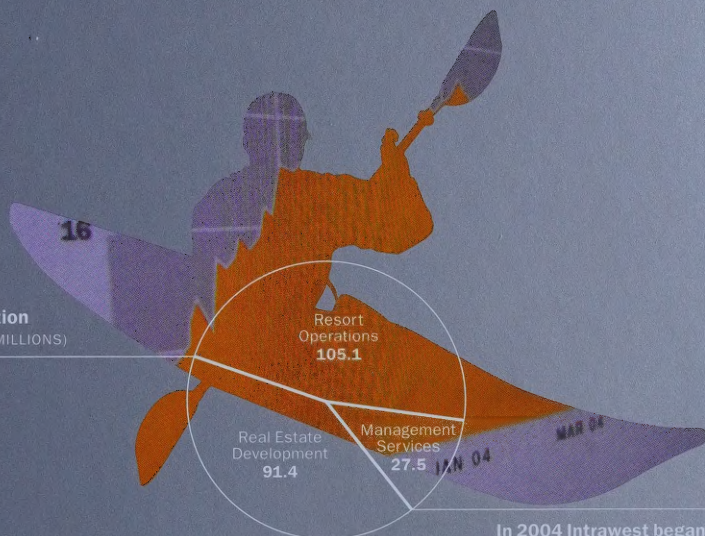 16
MILLIONS)
Resort
Operations
105.1
Real Estate
Development
91.4
Management
Services
27.5
JAN 04
MAR 04
In 2004 Intrawest began